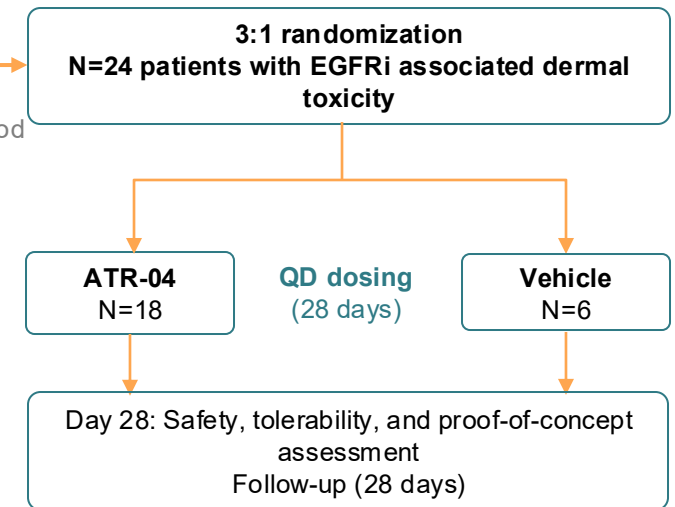 3:1 randomization
N=24 patients with EGFRi associated dermal
toxicity
ATR-04
N=18
QD dosing
(28 days)
Vehicle
N=6
Day 28: Safety, tolerability, and proof-of-concept
assessment
Follow-up (28 days)